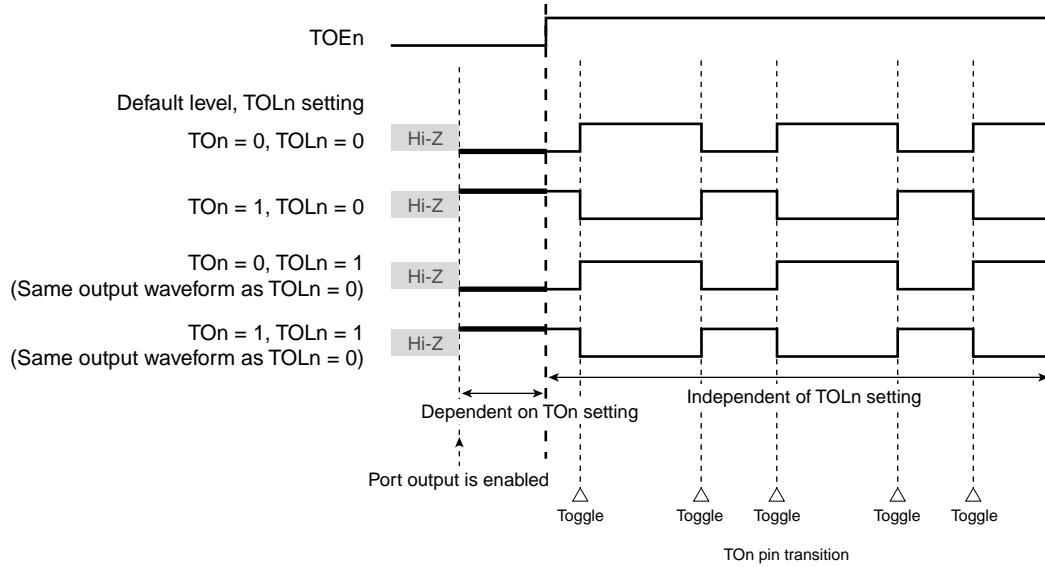 TOEn
Default level, TOLn setting
TOn = 0, TOLn = 0
Hi-Z
TOn = 1, TOLn = 0
Hi-Z
TOn = 0, TOLn = 1
(Same output waveform as TOLn = 0)
Hi-Z
TOn = 1, TOLn = 1
(Same output waveform as TOLn = 0)
Hi-Z
Dependent on TOn setting
Independent of TOLn setting
Port output is enabled
Toggle Toggle Toggle Toggle Toggle
TOn pin transition